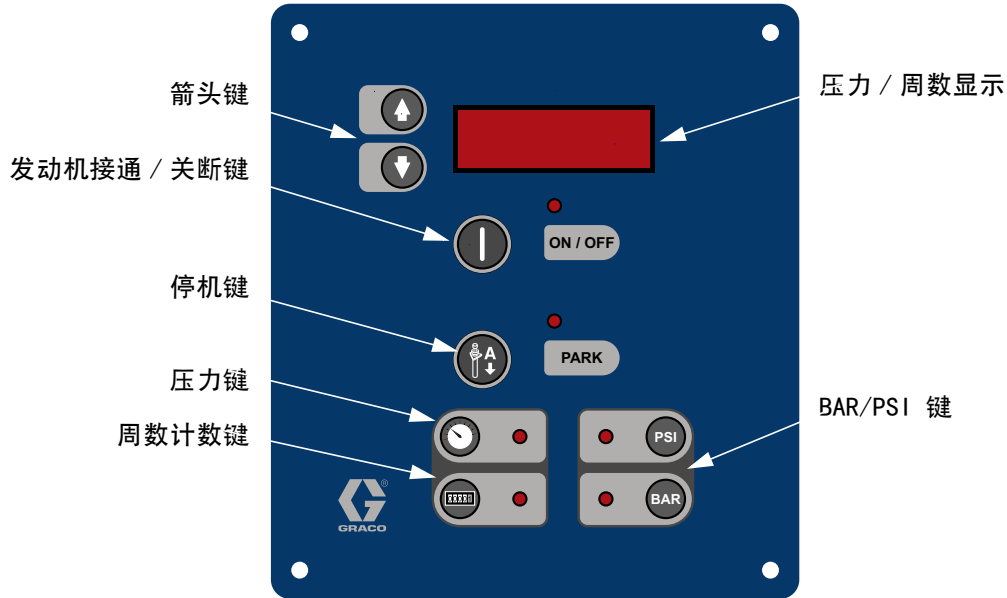 箭头键
压力 / 周数显示
发动机接通 / 关断键
ON / OFF
停机键
A
PARK
压力键
BAR/PSI 键
PSI
周数计数键
BAR
GRACO
®